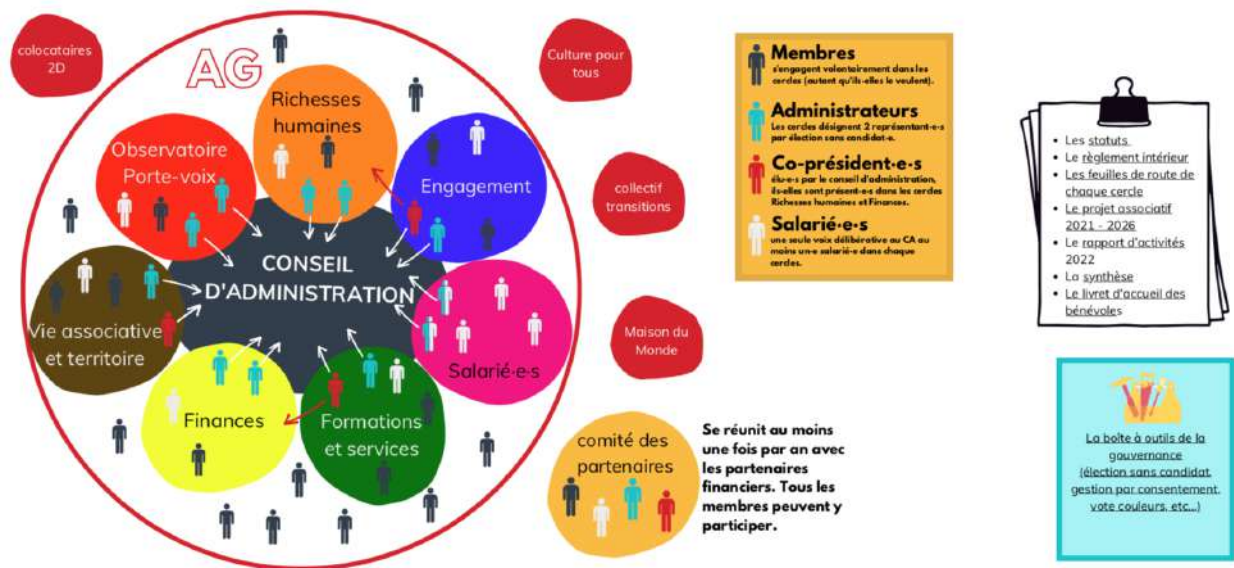 colocataires
2D
AG
Culture pour
tous
Richesses
humaines
Observatoire
Porte-voix
Engagement
collectif
transitions
CONSEIL
D'ADMINISTRATION
Vie associative
et territoire
Salarié·e·s
Maison du
Monde
Finances
Formations
et services
comité des
partenaires
Se réunit au moins
une fois par an avec
les partenaires
financiers. Tous les
membres peuvent y
participer.
Membres
s'engagent volontairement dans les
cercles (autant qu'ils-elles le veulent).
Administrateurs
Les cercles désignent 2 représentant-e-s
par élection sans candidat-e.
Co-président·e·s
élu-e-s par le conseil d'administration,
ils-elles sont présent-e-s dans les cercles
Richesses humaines et Finances.
Salarié·e·s
une seule voix délibérative au CA au
moins un-e salarié-e dans chaque
cercles.
Les statuts
Le règlement intérieur
Les feuilles de route de
chaque cercle
Le projet associatif
2021 - 2026
Le rapport d'activités
2022
La synthèse
Le livret d'accueil des
bénévoles
La boîte à outils de la
gouvernance
(élection sans candidat,
gestion par consentement,
vote couleurs, etc...)